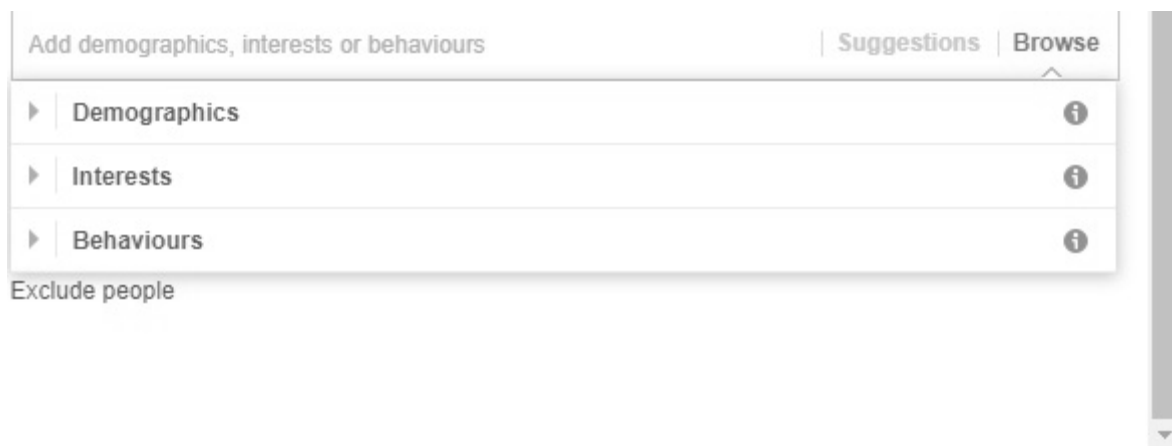 Add demographics, interests or behaviours | Suggestions | Browse
Demographics
Interests
Behaviours
Exclude people